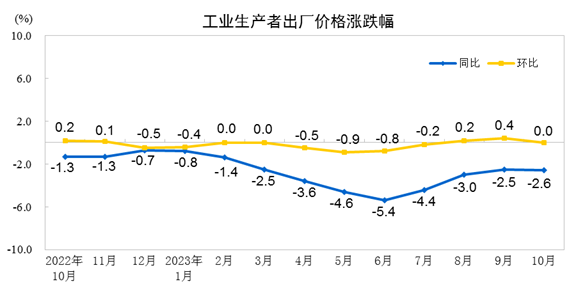 工业生产者出厂价格涨跌幅
(%)
10.0
6.0
2.0
-2.0
-6.0
-10.0
同比
环比
0.2 0.1 -0.5 -0.4 0.0 0.0 -0.5 -0.9 -0.8 -0.2 0.2 0.4 0.0
-1.3 -1.3 -0.7 -0.8 -1.4 -2.5 -3.6 -4.6 -5.4 -4.4 -3.0 -2.5 -2.6
2022年 11月 12月 2023年 2月 3月 4月 5月 6月 7月 8月 9月 10月
10月 1月